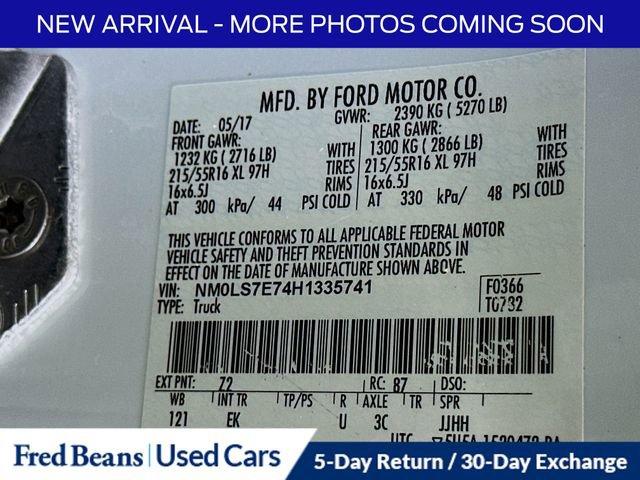 NEW ARRIVAL - MORE PHOTOS COMING SOON
MFD. BY FORD MOTOR CO.
DATE: 05/17 GVWR: 2390 KG ( 5270 LB)
FRONT GAWR: REAR GAWR:
1232 KG ( 2716 LB) WITH 1300 KG ( 2866 LB) WITH
215/55R16 XL 97H TIRES 215/55R16 XL 97H TIRES
16x6.5J RIMS 16x6.5J RIMS
AT 300 kPa/ 44 PSI COLD AT 330 kPa/ 48 PSI COLD
THIS VEHICLE CONFORMS TO ALL APPLICABLE FEDERAL MOTOR
VEHICLE SAFETY AND THEFT PREVENTION STANDARDS IN
EFFECT ON THE DATE OF MANUFACTURE SHOWN ABOVE.
VIN: NM0LS7E74H1335741 F0366
TYPE: Truck T0732
EXT PNT: Z2 RC: 87 DSO:
WB INT TR TP/PS R AXLE TR SPR
121 EK U 3C JJHH
UTC
Fred Beans Used Cars 5-Day Return / 30-Day Exchange